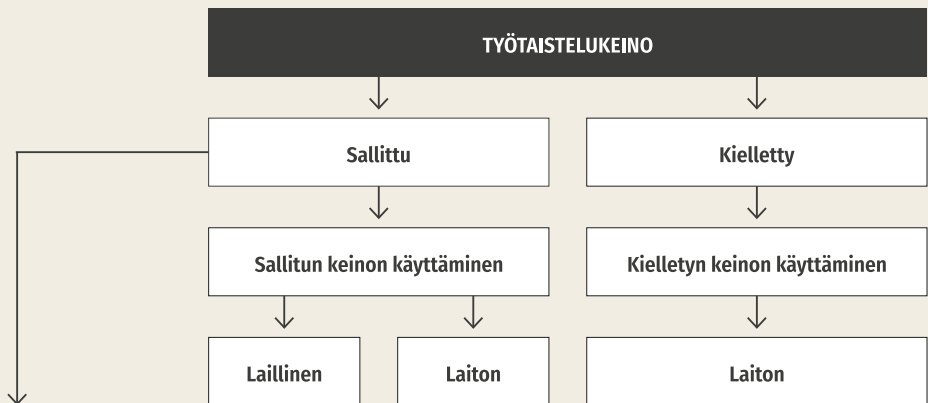 TYÖTAISTELUKEINO
Sallittu
Kielletty
Sallitun keinon käyttäminen
Kielletyn keinon käyttäminen
Laillinen
Laiton
Laiton